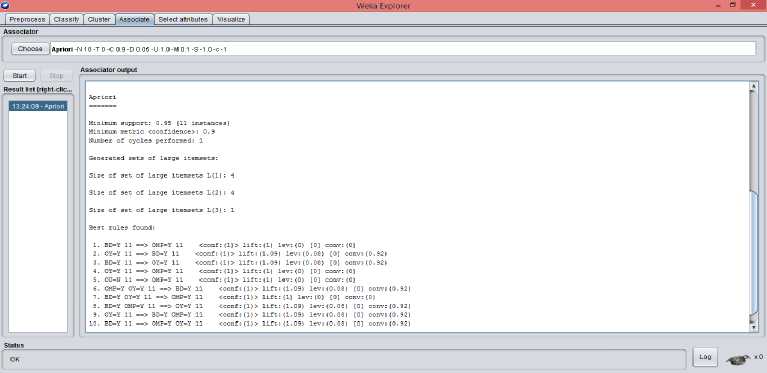 Weka Explorer
Preprocess Classify Cluster Associate Select attributes Visualize
Associator
Choose Apriori -N 10 -T 0 -C 0.9 -D 0.05 -U 1.0 -M 0.1 -S -1.0 -c -1
Start Stop
Associator output
Result list (right-clic...
13:24:09 - Apriori
Apriori
=======
Minimum support: 0.95 (11 instances)
Minimum metric <confidence>: 0.9
Number of cycles performed: 1
Generated sets of large itemsets:
Size of set of large itemsets L(1): 4
Size of set of large itemsets L(2): 4
Size of set of large itemsets L(3): 1
Best rules found:
1. BD=Y 11 ==> OMP=Y 11 <conf:(1)> lift:(1) lev:(0) [0] conv:(0)
2. OY=Y 11 ==> BD=Y 11 <conf:(1)> lift:(1.09) lev:(0.08) [0] conv:(0.92)
3. BD=Y 11 ==> OY=Y 11 <conf:(1)> lift:(1.09) lev:(0.08) [0] conv:(0.92)
4. OY=Y 11 ==> OMP=Y 11 <conf:(1)> lift:(1) lev:(0) [0] conv:(0)
5. CO=N 11 ==> OMP=Y 11 <conf:(1)> lift:(1) lev:(0) [0] conv:(0)
6. OMP=Y OY=Y 11 ==> BD=Y 11 <conf:(1)> lift:(1.09) lev:(0.08) [0] conv:(0.92)
7. BD=Y OY=Y 11 ==> OMP=Y 11 <conf:(1)> lift:(1) lev:(0) [0] conv:(0)
8. BD=Y OMP=Y 11 ==> OY=Y 11 <conf:(1)> lift:(1.09) lev:(0.08) [0] conv:(0.92)
9. OY=Y 11 ==> BD=Y OMP=Y 11 <conf:(1)> lift:(1.09) lev:(0.08) [0] conv:(0.92)
10. BD=Y 11 ==> OMP=Y OY=Y 11 <conf:(1)> lift:(1.09) lev:(0.08) [0] conv:(0.92)
Status
OK
Log x 0